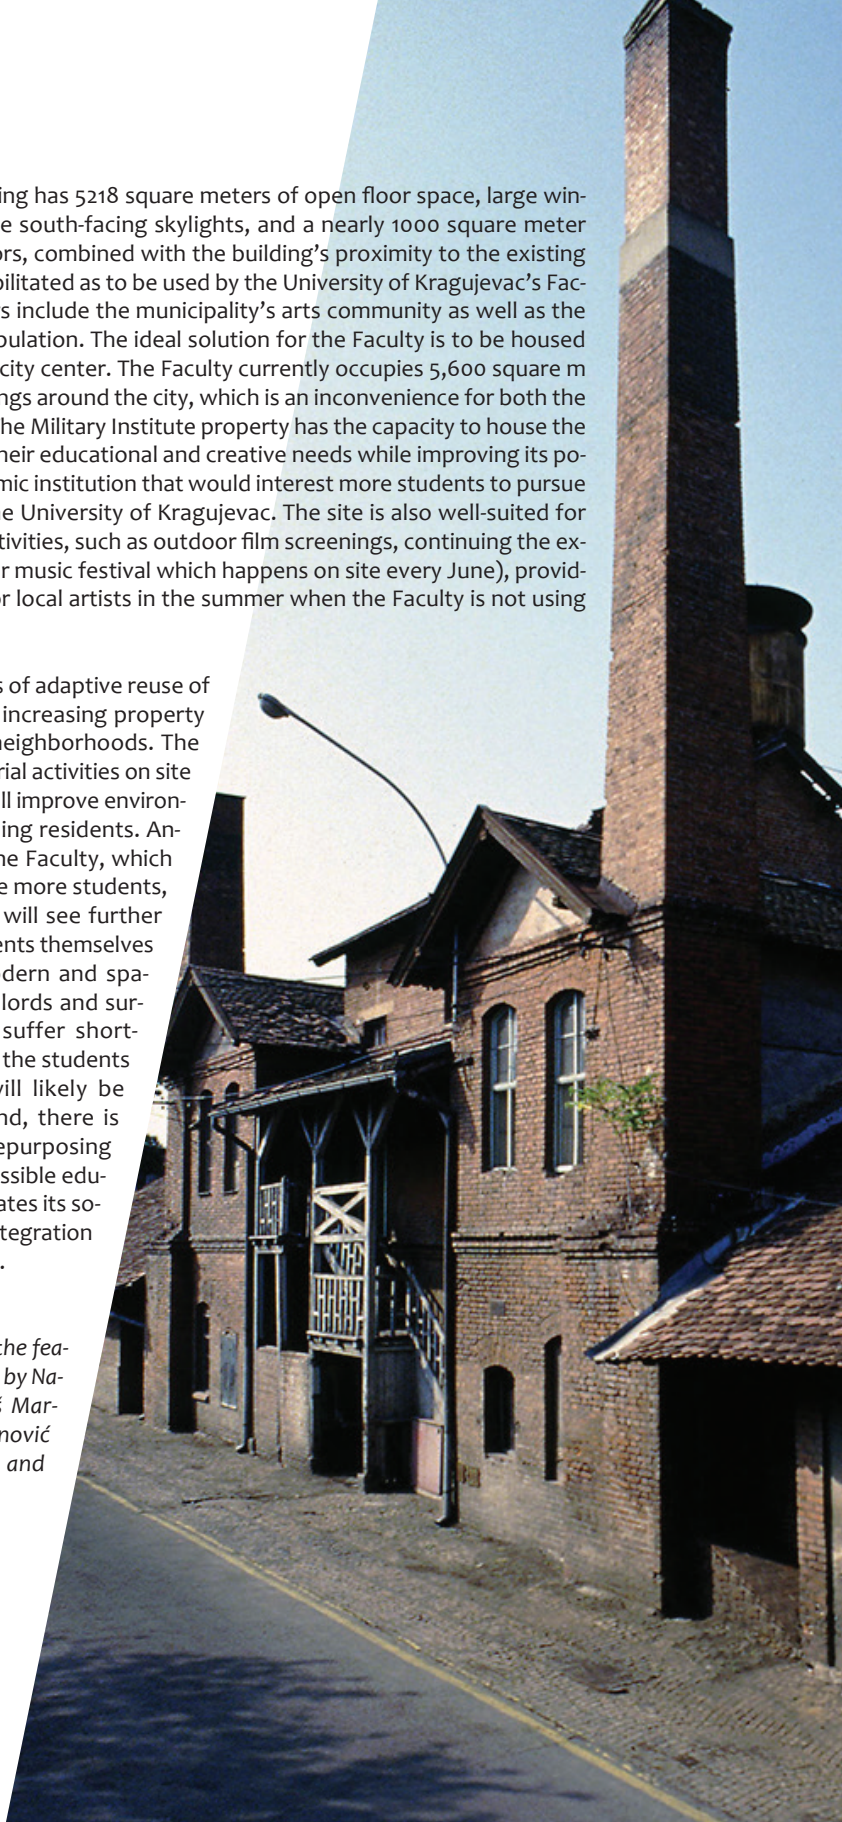 ing has 5218 square meters of open floor space, large win-
e south-facing skylights, and a nearly 1000 square meter
ors, combined with the building's proximity to the existing
bilitated as to be used by the University of Kragujevac's Fac-
s include the municipality's arts community as well as the
pulation. The ideal solution for the Faculty is to be housed
city center. The Faculty currently occupies 5,600 square m
ngs around the city, which is an inconvenience for both the
he Military Institute property has the capacity to house the
heir educational and creative needs while improving its po-
mic institution that would interest more students to pursue
e University of Kragujevac. The site is also well-suited for
tivities, such as outdoor film screenings, continuing the ex-
r music festival which happens on site every June), provid-
or local artists in the summer when the Faculty is not using
s of adaptive reuse of
increasing property
neighborhoods. The
rial activities on site
ll improve environ-
ing residents. An-
he Faculty, which
e more students,
will see further
ents themselves
odern and spa-
lords and sur-
suffer short-
the students
vill likely be
nd, there is
epurposing
ssible edu-
ates its so-
tegration
.
the fea-
by Na-
š Mar-
nović
and